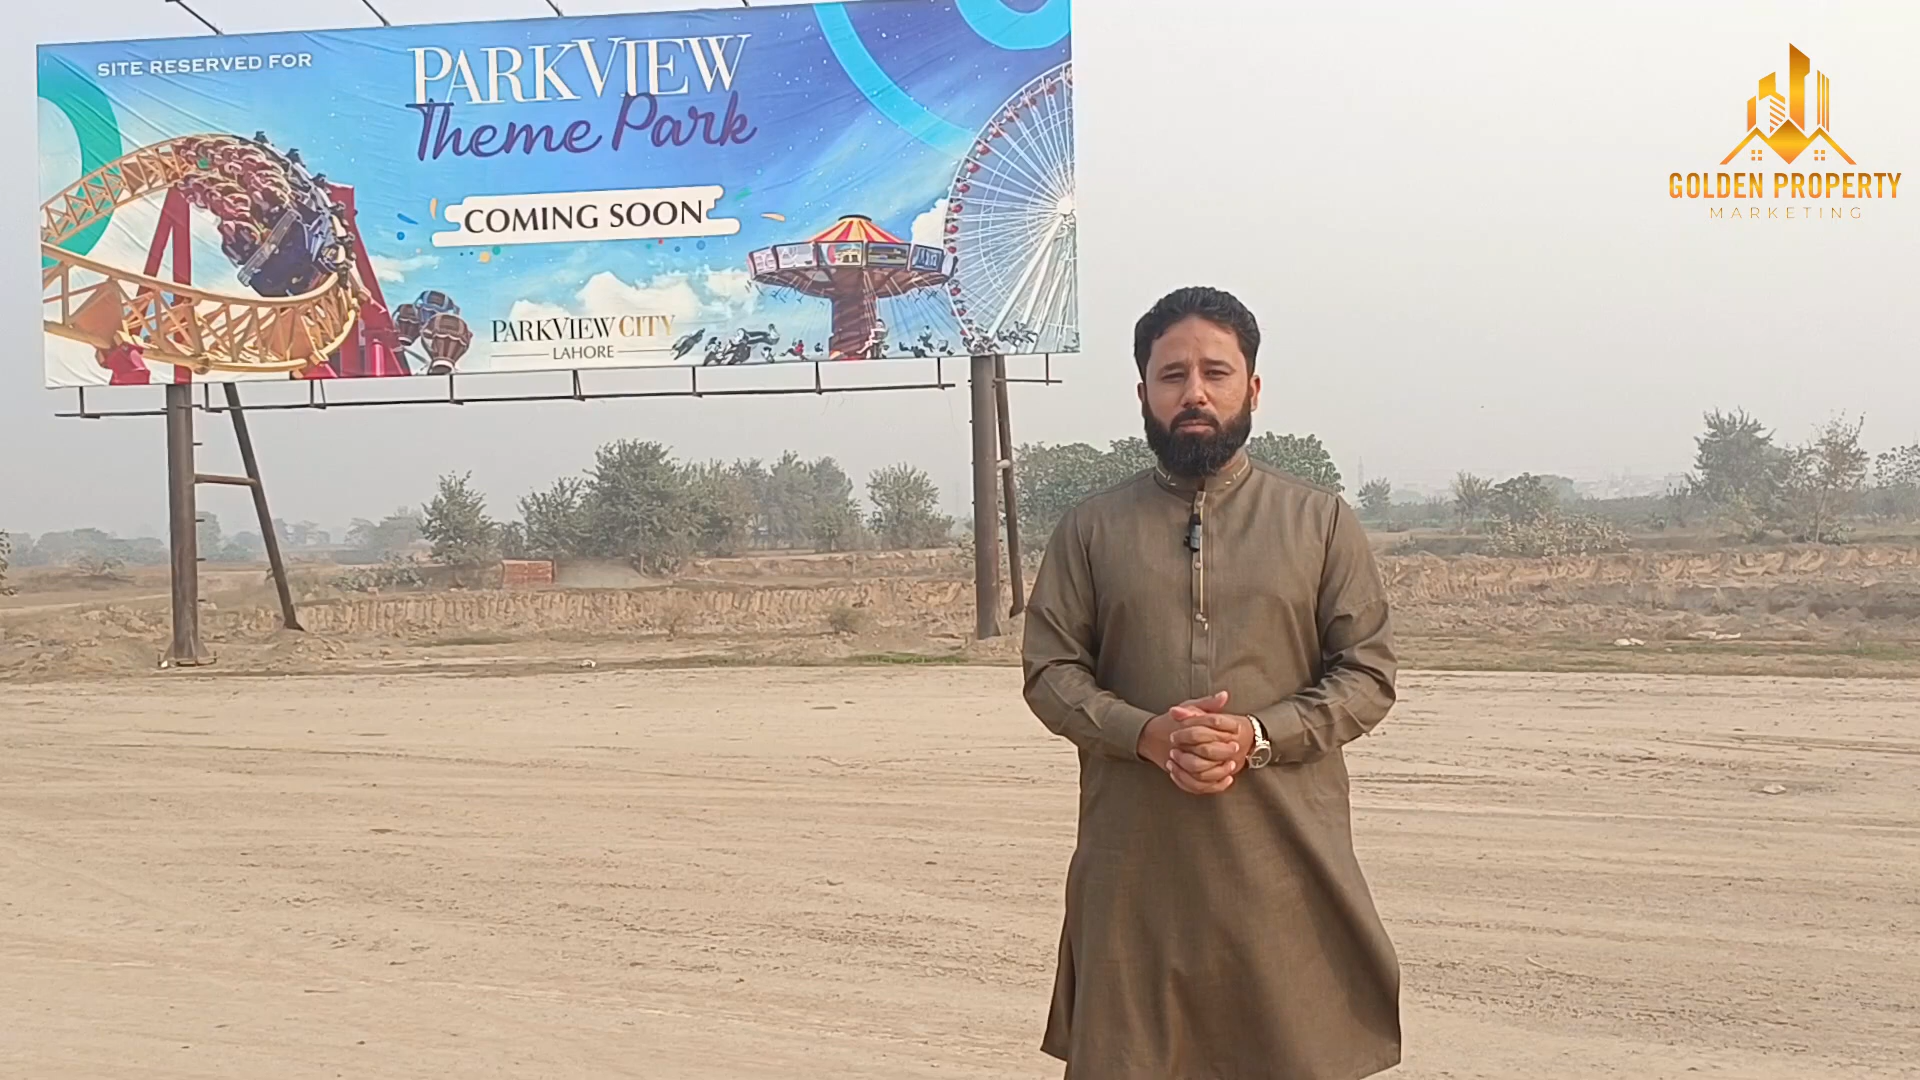 SITE RESERVED FOR
PARKVIEW
Theme Park
COMING SOON
PARKVIEW CITY
LAHORE
GOLDEN PROPERTY
MARKETING